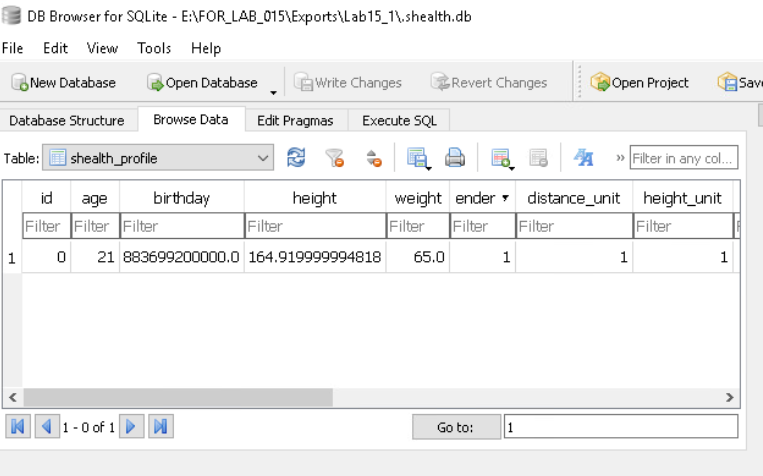 DB Browser for SQLite - E:\FOR_LAB_015\Exports\Lab15_1\.shealth.db
File Edit View Tools Help
New Database Open Database Write Changes Revert Changes Open Project Save
Database Structure Browse Data Edit Pragmas Execute SQL
Table: shealth_profile » Filter in any col...
id age birthday height weight ender distance_unit height_unit
Filter Filter Filter Filter Filter Filter Filter Filter
1 0 21 883699200000.0 164.919999994818 65.0 1 1 1
1 - 0 of 1 Go to: 1